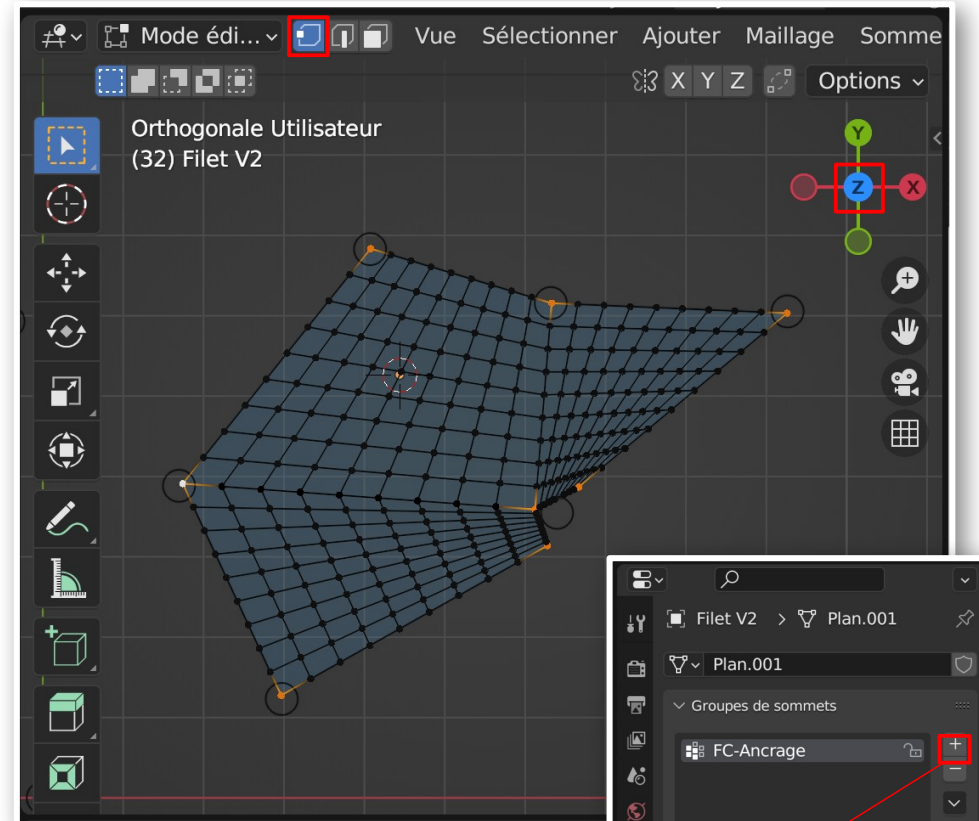 Mode édi... Vue Sélectionner Ajouter Maillage Somme
X Y Z Options
Orthogonale Utilisateur
(32) Filet V2
Y
Z X
Filet V2 > Plan.001
Plan.001
Groupes de sommets
FC-Ancrage